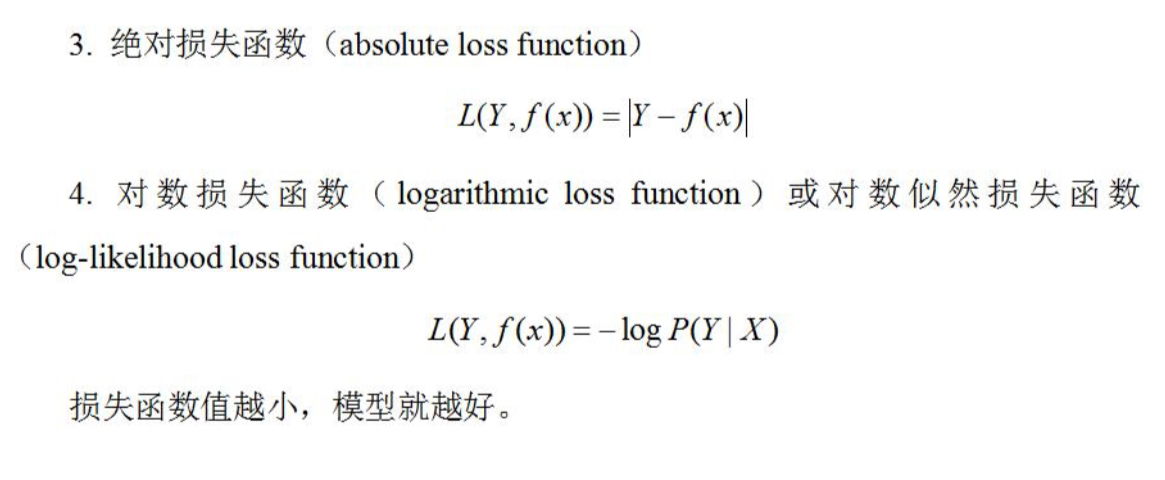 3. 绝对损失函数（absolute loss function）
L(Y, f(x)) = |Y − f(x)|
4. 对数损失函数（logarithmic loss function）或对数似然损失函数
（log-likelihood loss function）
L(Y, f(x)) = − log P(Y | X)
损失函数值越小，模型就越好。